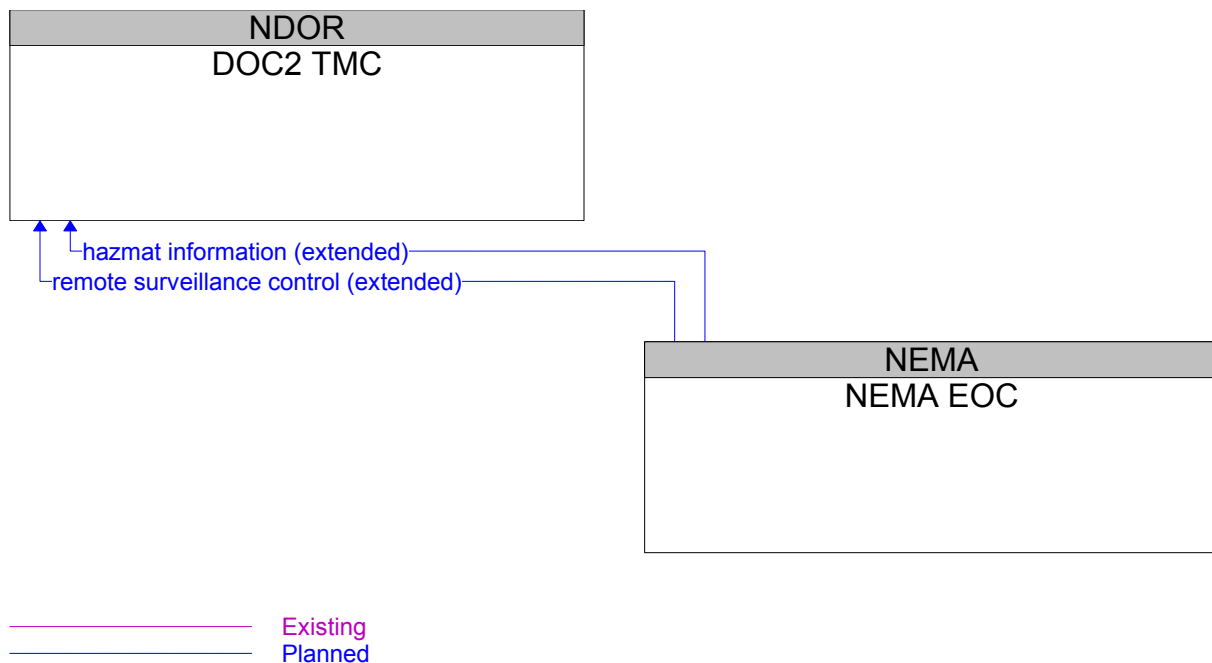 NDOR
DOC2 TMC
hazmat information (extended)
remote surveillance control (extended)
NEMA
NEMA EOC
Existing
Planned